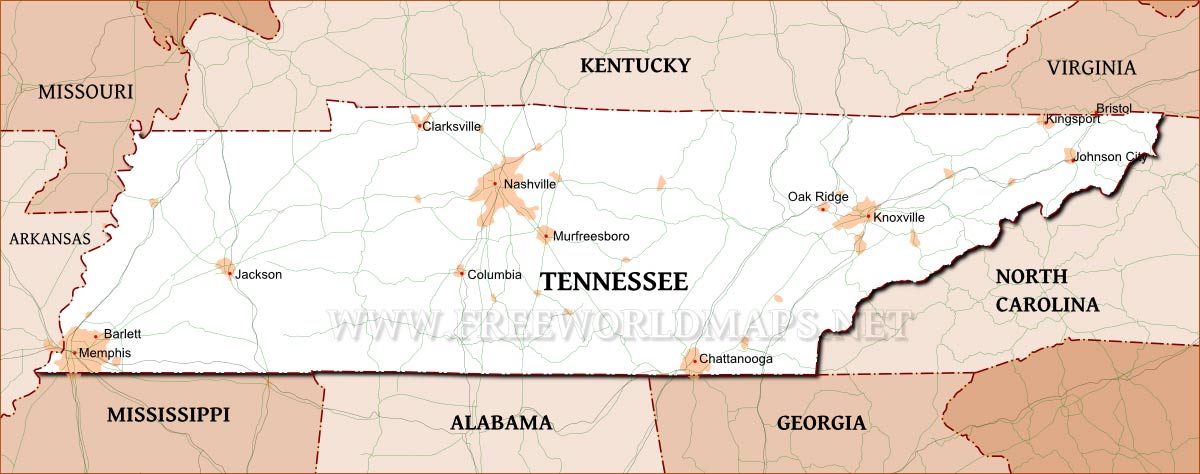 KENTUCKY
VIRGINIA
MISSOURI
Bristol
Kingsport
Clarksville
Johnson City
Nashville
Oak Ridge
Knoxville
ARKANSAS
Murfreesboro
Jackson
Columbia
TENNESSEE
NORTH
CAROLINA
WWW.FREEWORLDMAPS.NET
Barlett
Memphis
Chattanooga
MISSISSIPPI
ALABAMA
GEORGIA